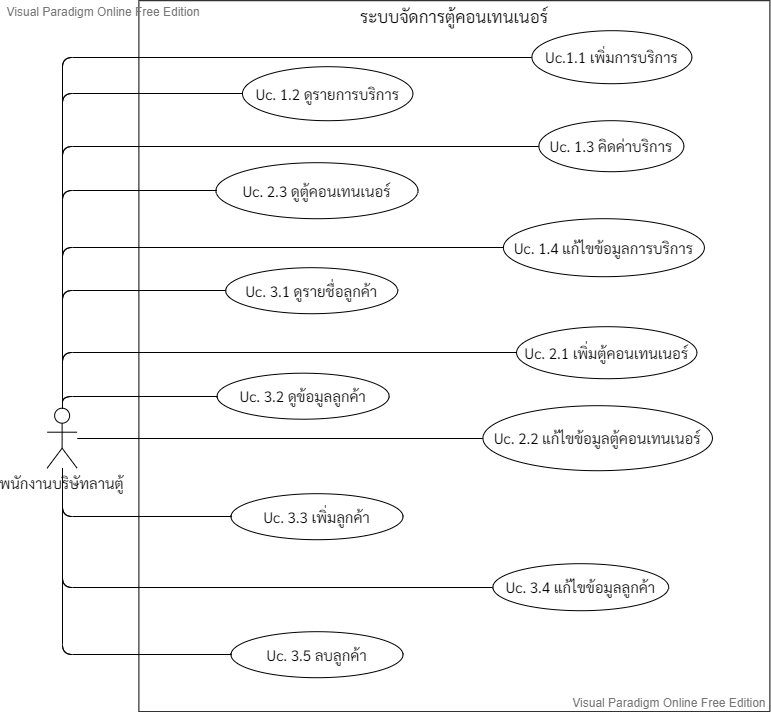 Visual Paradigm Online Free Edition
ระบบจัดการตู้คอนเทนเนอร์
Uc.1.1 เพิ่มการบริการ
Uc. 1.2 ดูรายการบริการ
Uc. 1.3 คิดค่าบริการ
Uc. 2.3 ดูตู้คอนเทนเนอร์
Uc. 1.4 แก้ไขข้อมูลการบริการ
Uc. 3.1 ดูรายชื่อลูกค้า
Uc. 2.1 เพิ่มตู้คอนเทนเนอร์
Uc. 3.2 ดูข้อมูลลูกค้า
Uc. 2.2 แก้ไขข้อมูลตู้คอนเทนเนอร์
พนักงานบริษัทลานตู้
Uc. 3.3 เพิ่มลูกค้า
Uc. 3.4 แก้ไขข้อมูลลูกค้า
Uc. 3.5 ลบลูกค้า
Visual Paradigm Online Free Edition